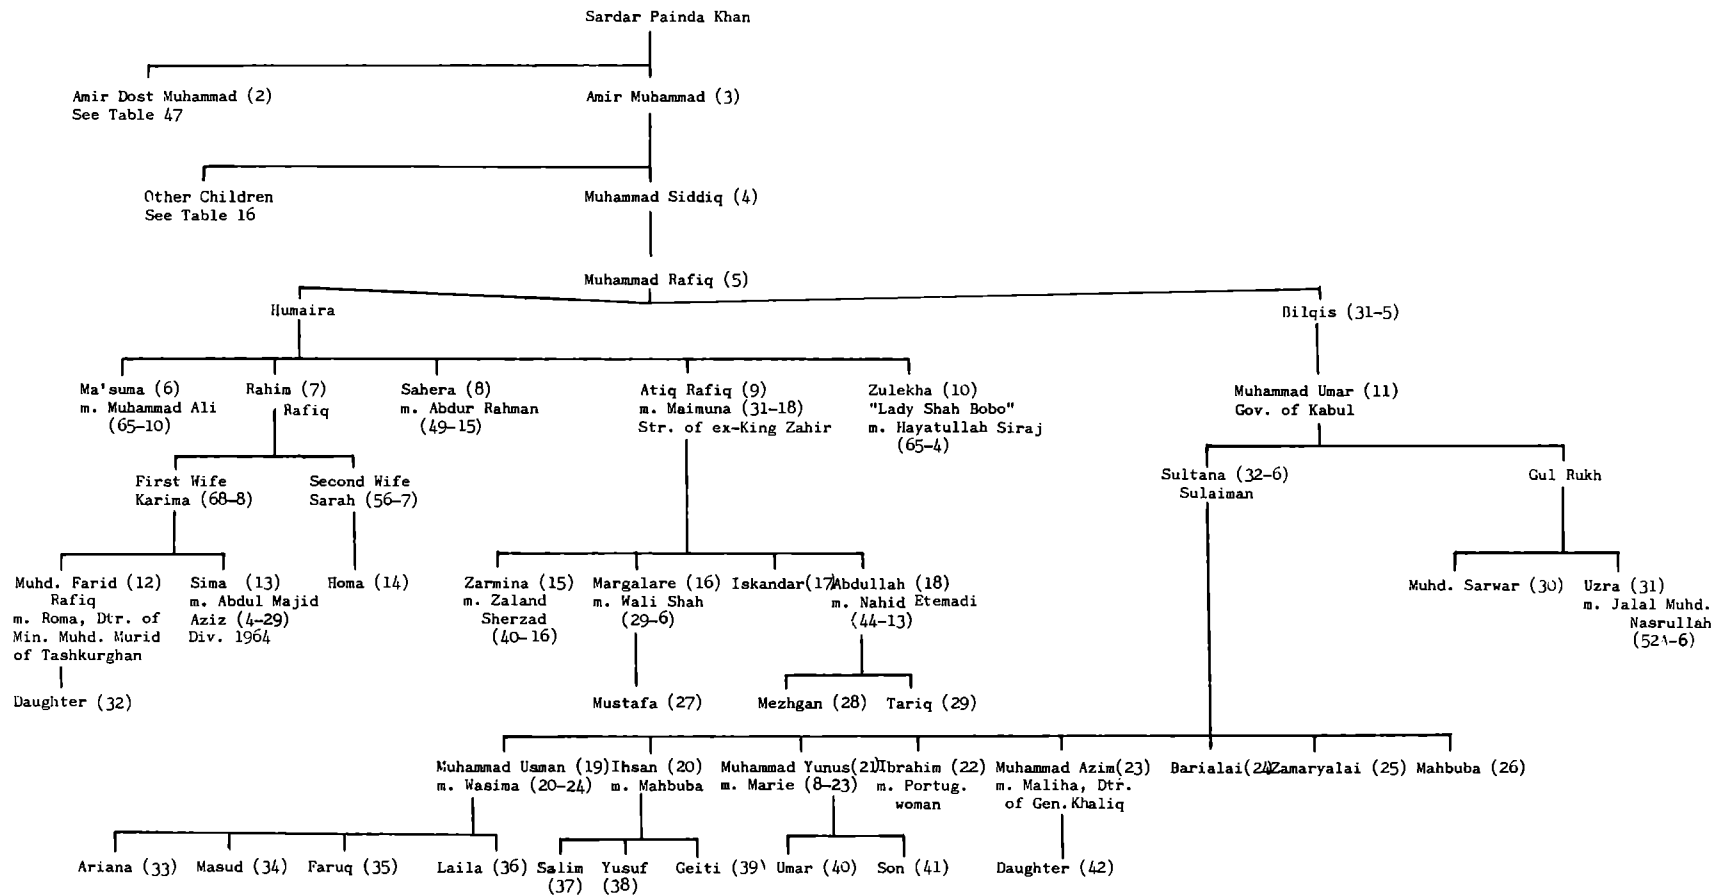 Sardar Painda Khan
Amir Dost Muhammad (2)
See Table 47
Amir Muhammad (3)
Other Children
See Table 16
Muhammad Siddiq (4)
Muhammad Rafiq (5)
Humaira
Bilqis (31-5)
Ma'suma (6)
m. Muhammad Ali
(65-10)
Rahim (7)
Rafiq
Sahera (8)
m. Abdur Rahman
(49-15)
Atiq Rafiq (9)
m. Maimuna (31-18)
Str. of ex-King Zahir
Zulekha (10)
"Lady Shah Bobo"
m. Hayatullah Siraj
(65-4)
Muhammad Umar (11)
Gov. of Kabul
First Wife
Karima (68-8)
Second Wife
Sarah (56-7)
Sultana (32-6)
Sulaiman
Gul Rukh
Muhd. Farid (12)
Rafiq
m. Roma, Dtr. of
Min. Muhd. Murid
of Tashkurghan
Sima (13)
m. Abdul Majid
Aziz (4-29)
Div. 1964
Homa (14)
Zarmina (15)
m. Zaland
Sherzad
(40-16)
Margalare (16)
m. Wali Shah
(29-6)
Iskandar(17)
Abdullah (18)
m. Nahid Etemadi
(44-13)
Muhd. Sarwar (30)
Uzra (31)
m. Jalal Muhd.
Nasrullah
Daughter (32)
Mustafa (27)
Mezhgan (28)
Tariq (29)
Muhammad Usman (19)
m. Wasima (20-24)
Ihsan (20)
m. Mahbuba
Muhammad Yunus(21)
m. Marie (8-23)
Ibrahim (22)
m. Portug.
woman
Muhammad Azim(23)
m. Maliha, Dtr.
of Gen. Khaliq
Barialai(24)
Zamaryalai (25)
Mahbuba (26)
Ariana (33)
Masud (34)
Faruq (35)
Laila (36)
Salim
(37)
Yusuf
(38)
Geiti (39)
Umar (40)
Son (41)
Daughter (42)